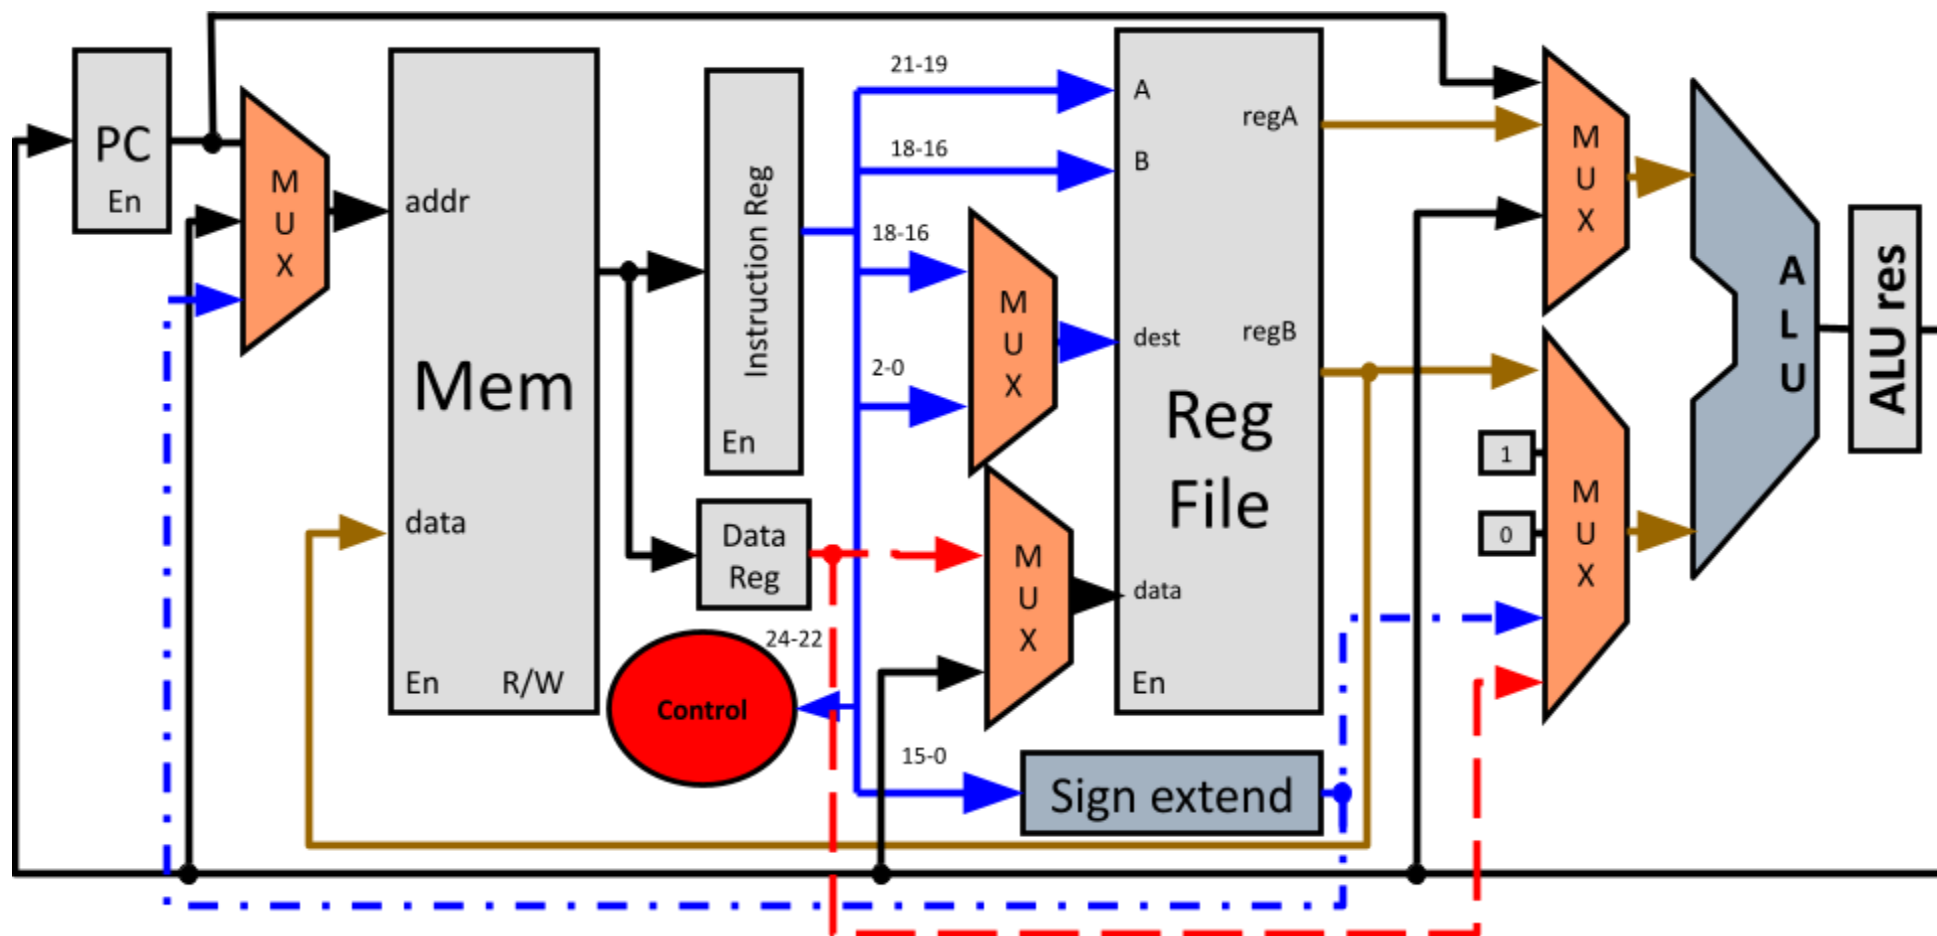 PC
En
M
U
X
addr
Mem
data
En
R/W
Instruction Reg
En
Data
Reg
24-22
Control
21-19
18-16
18-16
2-0
M
U
X
M
U
X
15-0
A
B
regA
dest
regB
Reg
File
data
En
Sign extend
M
U
X
1
0
M
U
X
A
L
U
ALU res